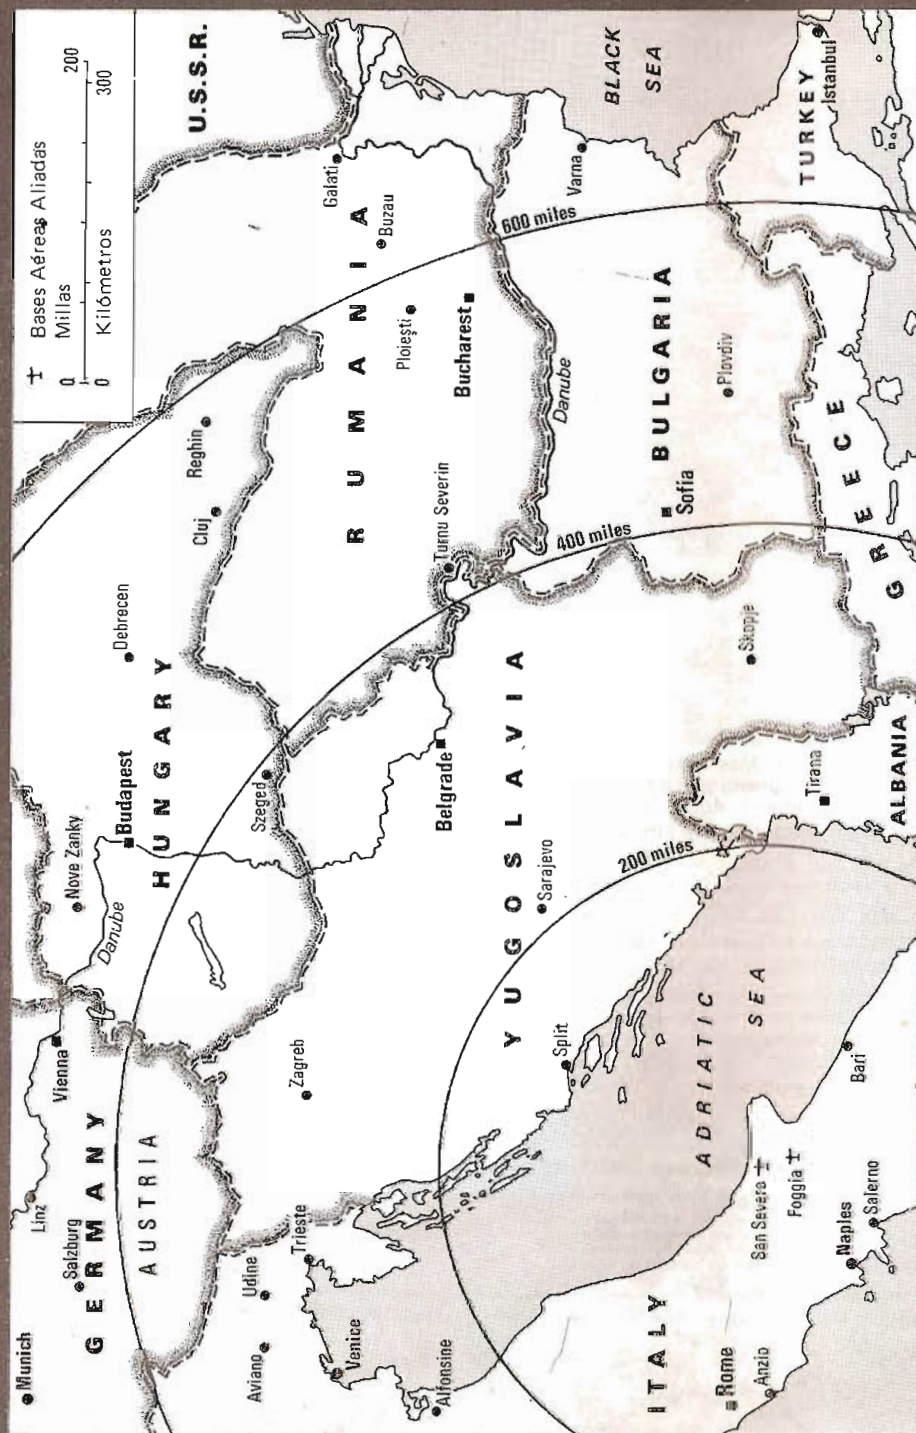 Bases Aéreas Aliadas
Millas
0 200
0 300
Kilómetros
U.S.S.R.
BLACK
SEA
TURKEY
Istanbul
Varna
Galati
Buzau
Ploiești
Bucharest
RUMANIA
Turnu Severin
Danube
600 miles
BULGARIA
Plovdiv
Sofia
400 miles
GREECE
Reghin
Cluj
Debrecen
HUNGARY
Budapest
Szeged
Nove Zanky
Danube
Belgrade
YUGOSLAVIA
Skopje
Tirana
ALBANIA
200 miles
Sarajevo
Split
Zagreb
ADRIATIC
SEA
Vienna
Linz
Salzburg
Munich
GERMANY
AUSTRIA
Udine
Trieste
Aviano
Venice
Alfonsine
ITALY
Rome
Anzio
San Severo
Foggia
Bari
Naples
Salerno